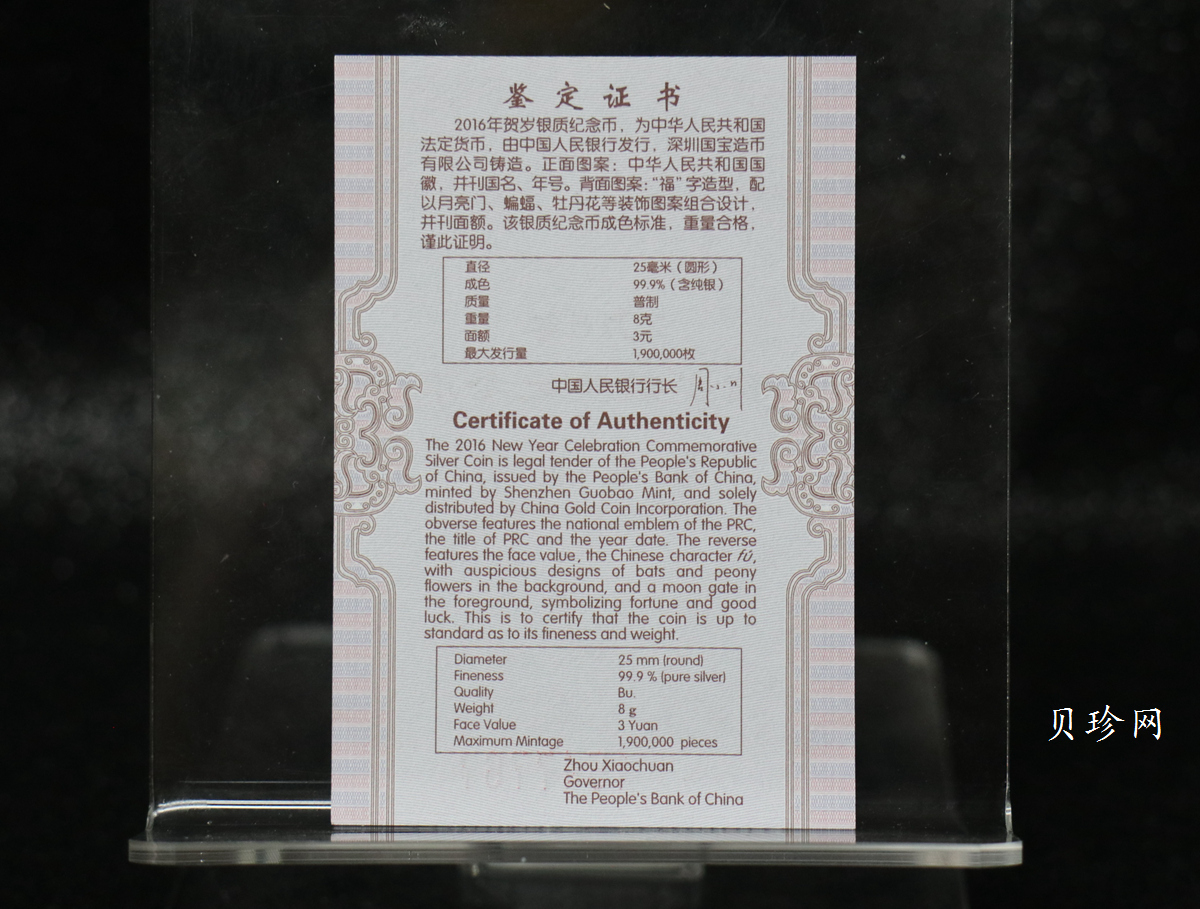 鉴定证书
2016年贺岁银质纪念币，为中华人民共和国
法定货币，由中国人民银行发行，深圳国宝造币
有限公司铸造。正面图案：中华人民共和国国
徽，并刊国名、年号。背面图案：“福”字造型，配
以月亮门、蝙蝠、牡丹花等装饰图案组合设计，
并刊面额。该银质纪念币成色标准，重量合格，
谨此证明。
直径 25毫米（圆形）
成色 99.9%（含纯银）
质量 普制
重量 8克
面额 3元
最大发行量 1,900,000枚
中国人民银行行长
Certificate of Authenticity
The 2016 New Year Celebration Commemorative
Silver Coin is legal tender of the People's Republic
of China, issued by the People's Bank of China,
minted by Shenzhen Guobao Mint, and solely
distributed by China Gold Coin Incorporation. The
obverse features the national emblem of the PRC,
the title of PRC and the year date. The reverse
features the face value, the Chinese character fú,
with auspicious designs of bats and peony
flowers in the background, and a moon gate in
the foreground, symbolizing fortune and good
luck. This is to certify that the coin is up to
standard as to its fineness and weight.
Diameter 25 mm (round)
Fineness 99.9 % (pure silver)
Quality Bu.
Weight 8 g
Face Value 3 Yuan
Maximum Mintage 1,900,000 pieces
Zhou Xiaochuan
Governor
The People's Bank of China
贝珍网